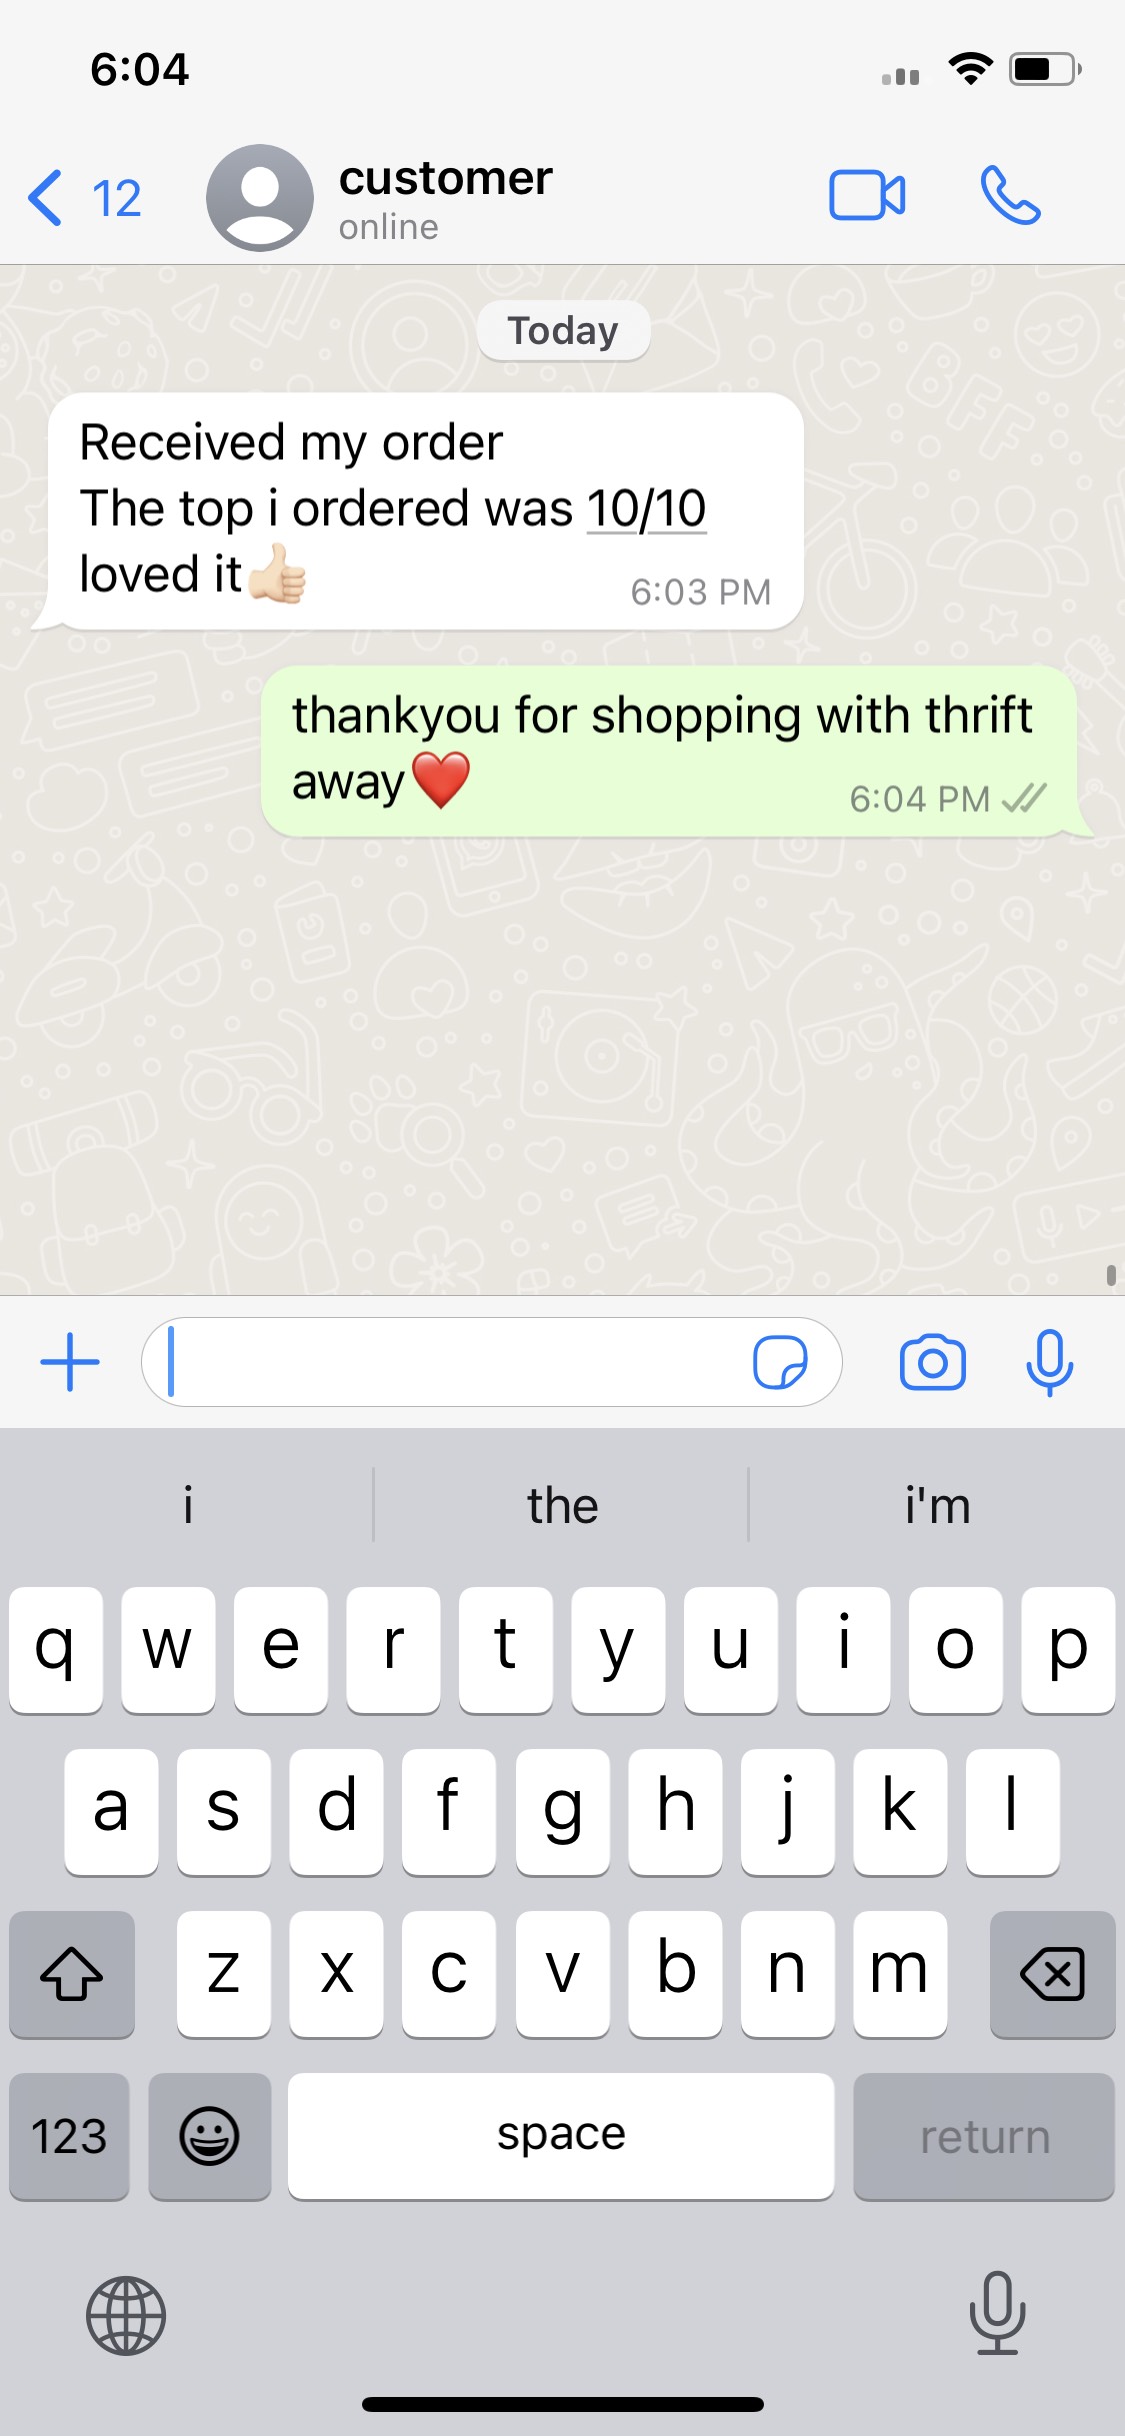 6:04
12
customer
online
Today
Received my order
The top i ordered was 10/10
loved it👍🏻
6:03 PM
thankyou for shopping with thrift
away❤️
6:04 PM
i the i'm
q w e r t y u i o p
a s d f g h j k l
z x c v b n m
123 space return